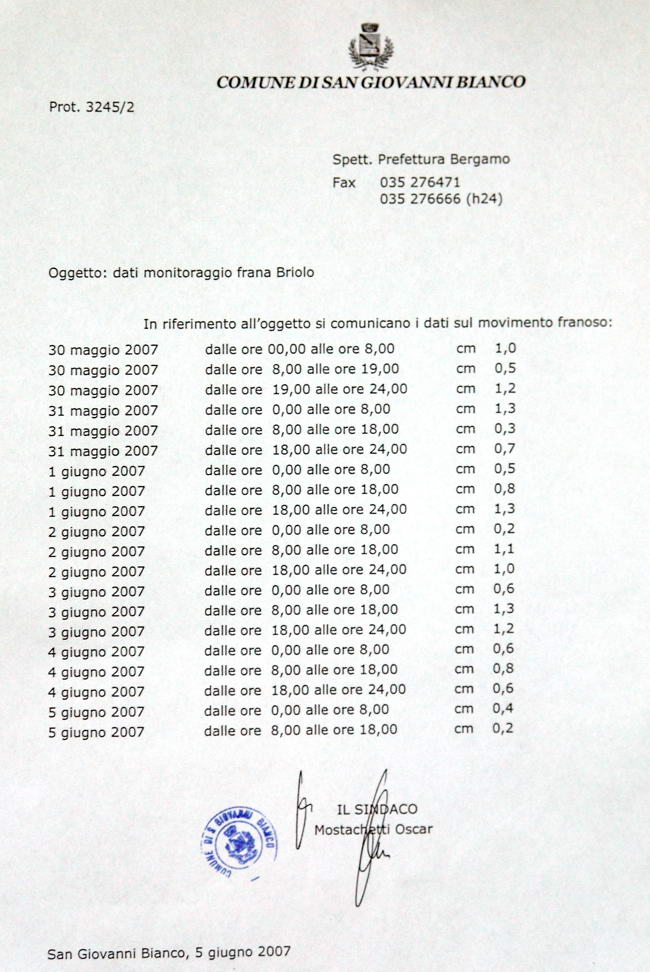 COMUNE DI SAN GIOVANNI BIANCO
Prot. 3245/2
Spett. Prefettura Bergamo
Fax 035 276471
035 276666 (h24)
Oggetto: dati monitoraggio frana Briolo
In riferimento all'oggetto si comunicano i dati sul movimento franoso:
30 maggio 2007 dalle ore 00,00 alle ore 8,00 cm 1,0
30 maggio 2007 dalle ore 8,00 alle ore 19,00 cm 0,5
30 maggio 2007 dalle ore 19,00 alle ore 24,00 cm 1,2
31 maggio 2007 dalle ore 0,00 alle ore 8,00 cm 1,3
31 maggio 2007 dalle ore 8,00 alle ore 18,00 cm 0,3
31 maggio 2007 dalle ore 18,00 alle ore 24,00 cm 0,7
1 giugno 2007 dalle ore 0,00 alle ore 8,00 cm 0,5
1 giugno 2007 dalle ore 8,00 alle ore 18,00 cm 0,8
1 giugno 2007 dalle ore 18,00 alle ore 24,00 cm 1,3
2 giugno 2007 dalle ore 0,00 alle ore 8,00 cm 0,2
2 giugno 2007 dalle ore 8,00 alle ore 18,00 cm 1,1
2 giugno 2007 dalle ore 18,00 alle ore 24,00 cm 1,0
3 giugno 2007 dalle ore 0,00 alle ore 8,00 cm 0,6
3 giugno 2007 dalle ore 8,00 alle ore 18,00 cm 1,3
3 giugno 2007 dalle ore 18,00 alle ore 24,00 cm 1,2
4 giugno 2007 dalle ore 0,00 alle ore 8,00 cm 0,6
4 giugno 2007 dalle ore 8,00 alle ore 18,00 cm 0,8
4 giugno 2007 dalle ore 18,00 alle ore 24,00 cm 0,6
5 giugno 2007 dalle ore 0,00 alle ore 8,00 cm 0,4
5 giugno 2007 dalle ore 8,00 alle ore 18,00 cm 0,2
IL SINDACO
Mostachetti Oscar
COMUNE DI S GIOVANNI BIANCO
San Giovanni Bianco, 5 giugno 2007